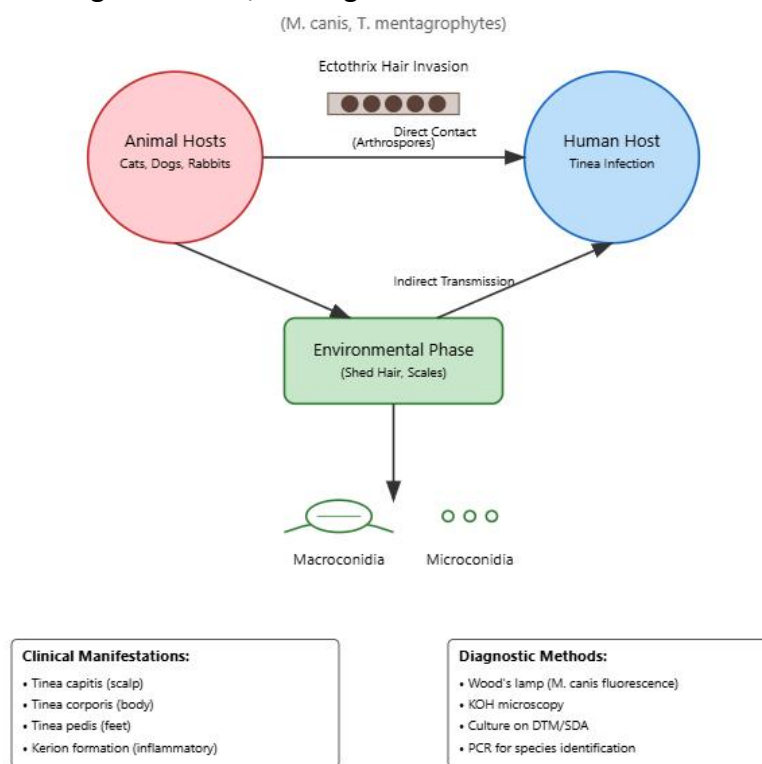 (M. canis, T. mentagrophytes)
Ectothrix Hair Invasion
Direct Contact
(Arthrospores)
Animal Hosts
Cats, Dogs, Rabbits
Human Host
Tinea Infection
Indirect Transmission
Environmental Phase
(Shed Hair, Scales)
Macroconidia
Microconidia
Clinical Manifestations:
• Tinea capitis (scalp)
• Tinea corporis (body)
• Tinea pedis (feet)
• Kerion formation (inflammatory)
Diagnostic Methods:
• Wood's lamp (M. canis fluorescence)
• KOH microscopy
• Culture on DTM/SDA
• PCR for species identification